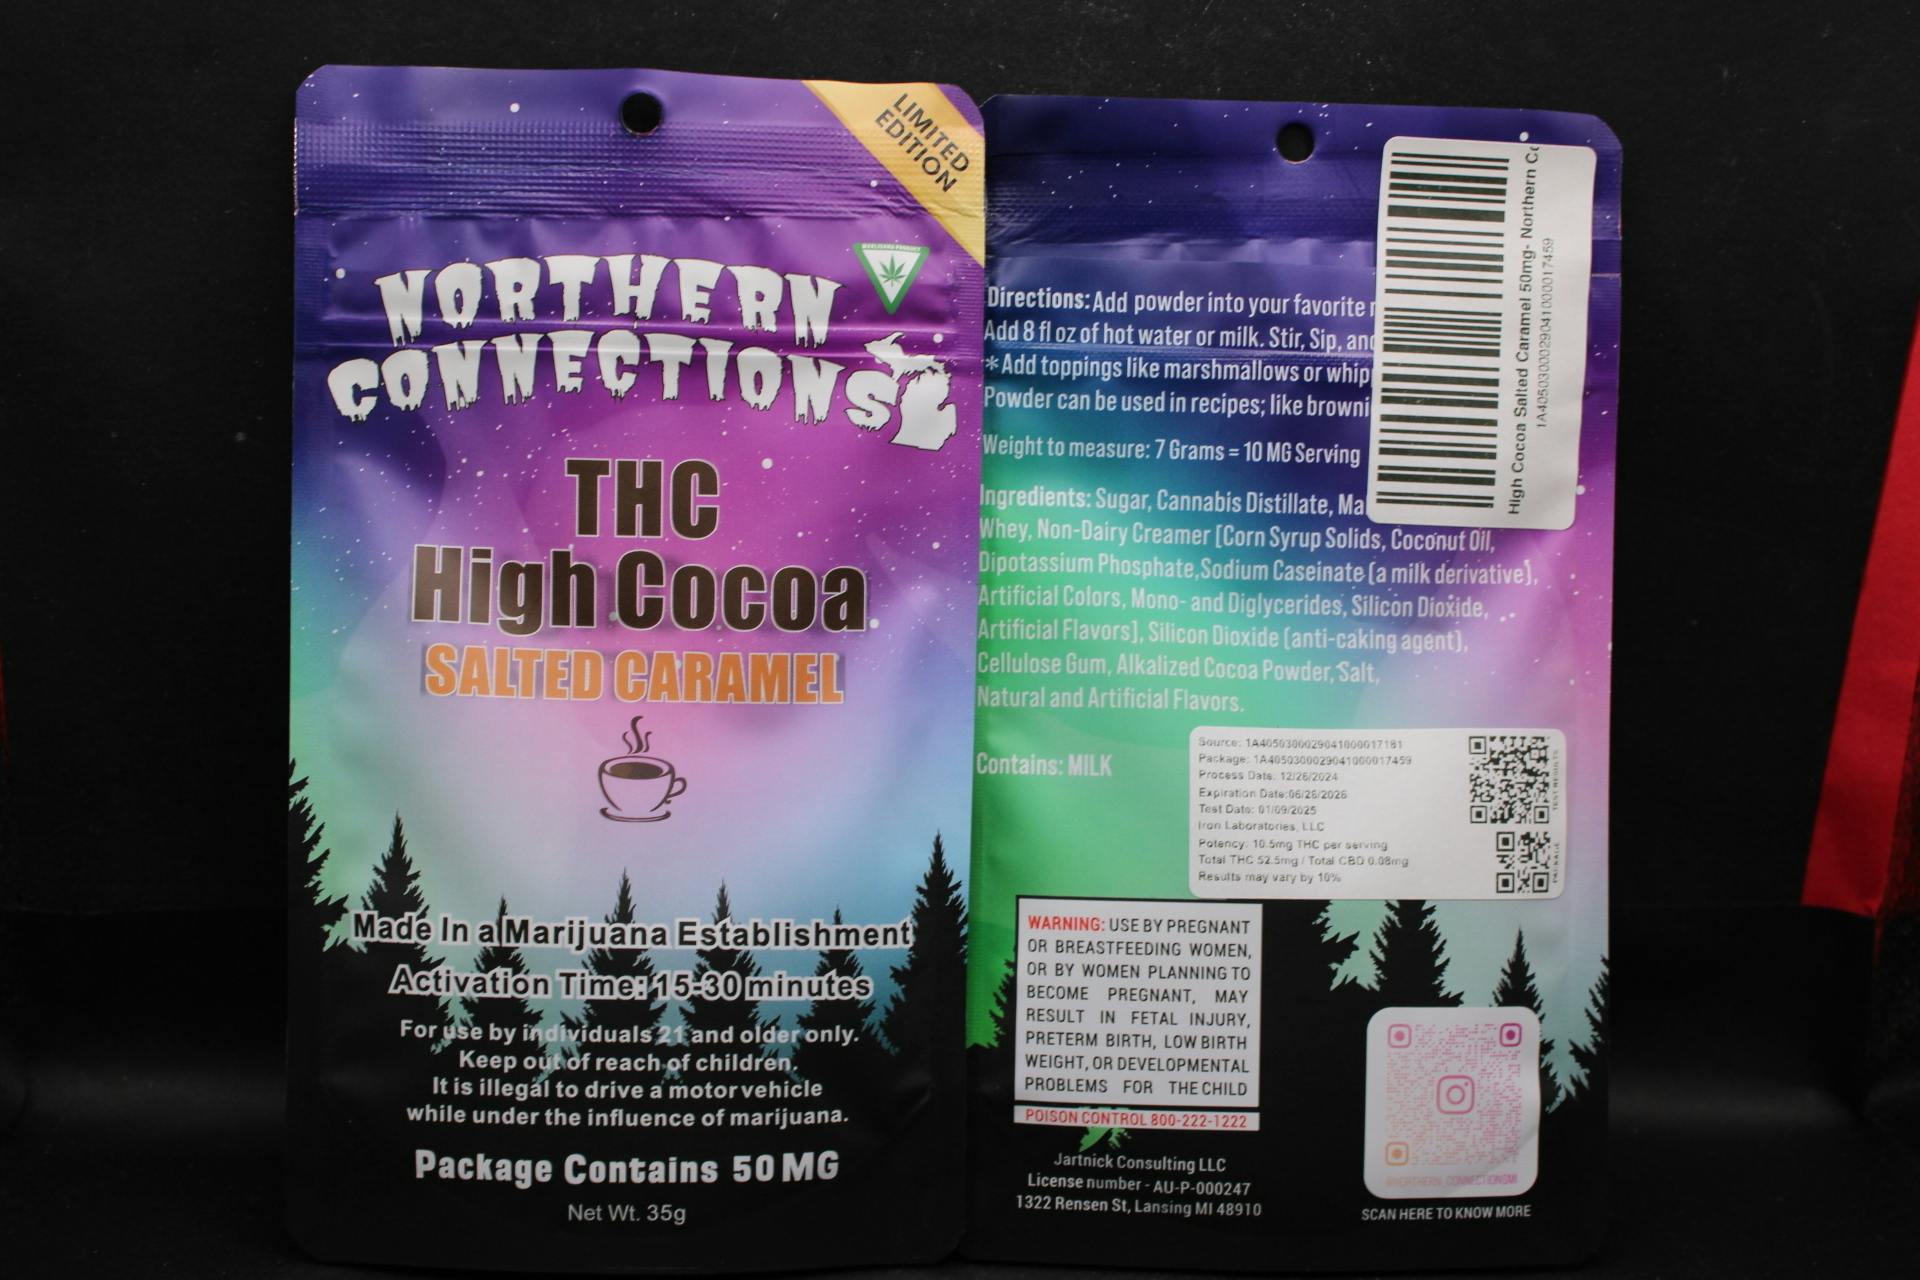 LIMITED
EDITION
MARIJUANA PRODUCT
NORTHERN
CONNECTIONS
THC
High Cocoa
SALTED CARAMEL
Made In a Marijuana Establishment
Activation Time: 15-30 minutes
For use by individuals 21 and older only.
Keep out of reach of children.
It is illegal to drive a motor vehicle
while under the influence of marijuana.
Package Contains 50 MG
Net Wt. 35g
Directions: Add powder into your favorite
Add 8 fl oz of hot water or milk. Stir, Sip, and
*Add toppings like marshmallows or whip
Powder can be used in recipes; like browni
Weight to measure: 7 Grams = 10 MG Serving
Ingredients: Sugar, Cannabis Distillate, Mal
Whey, Non-Dairy Creamer [Corn Syrup Solids, Coconut Oil,
Dipotassium Phosphate,Sodium Caseinate (a milk derivative),
Artificial Colors, Mono- and Diglycerides, Silicon Dioxide,
Artificial Flavors], Silicon Dioxide (anti-caking agent),
Cellulose Gum, Alkalized Cocoa Powder, Salt,
Natural and Artificial Flavors.
Contains: MILK
High Cocoa Salted Caramel 50mg- Northern Co
1A4050300029041000017459
Source: 1A4050300029041000017181
Package: 1A4050300029041000017459
Process Date: 12/26/2024
Expiration Date:06/26/2026
Test Date: 01/09/2025
Iron Laboratories, LLC
Potency: 10.5mg THC per serving
Total THC 52.5mg / Total CBD 0.08mg
Results may vary by 10%
TEST RESULTS
PACKAGE
WARNING: USE BY PREGNANT
OR BREASTFEEDING WOMEN,
OR BY WOMEN PLANNING TO
BECOME PREGNANT, MAY
RESULT IN FETAL INJURY,
PRETERM BIRTH, LOW BIRTH
WEIGHT, OR DEVELOPMENTAL
PROBLEMS FOR THE CHILD
POISON CONTROL 800-222-1222
Jartnick Consulting LLC
License number - AU-P-000247
1322 Rensen St, Lansing MI 48910
@NORTHERN_CONNECTIONSMI
SCAN HERE TO KNOW MORE